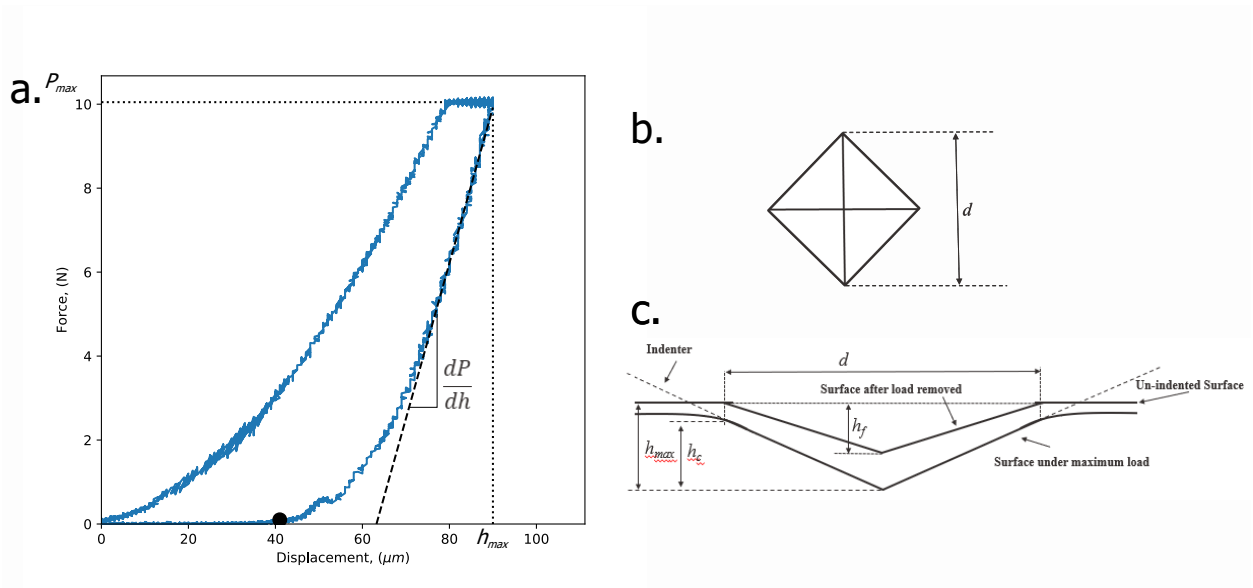 a.
Pmax
10
8
6
4
2
0
Force, (N)
dP
dh
0 20 40 60 80 100
hmax
Displacement, (μm)
b.
d
c.
Indenter
d
Un-indented Surface
Surface after load removed
hf
hmax
hc
Surface under maximum load